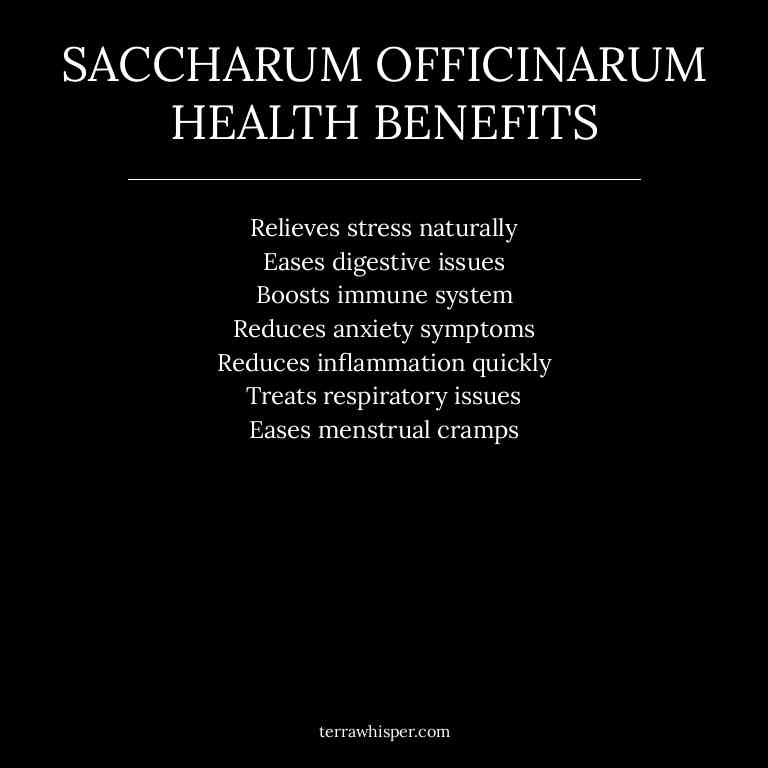 SACCHARUM OFFICINARUM
HEALTH BENEFITS
Relieves stress naturally
Eases digestive issues
Boosts immune system
Reduces anxiety symptoms
Reduces inflammation quickly
Treats respiratory issues
Eases menstrual cramps
terrawhisper.com